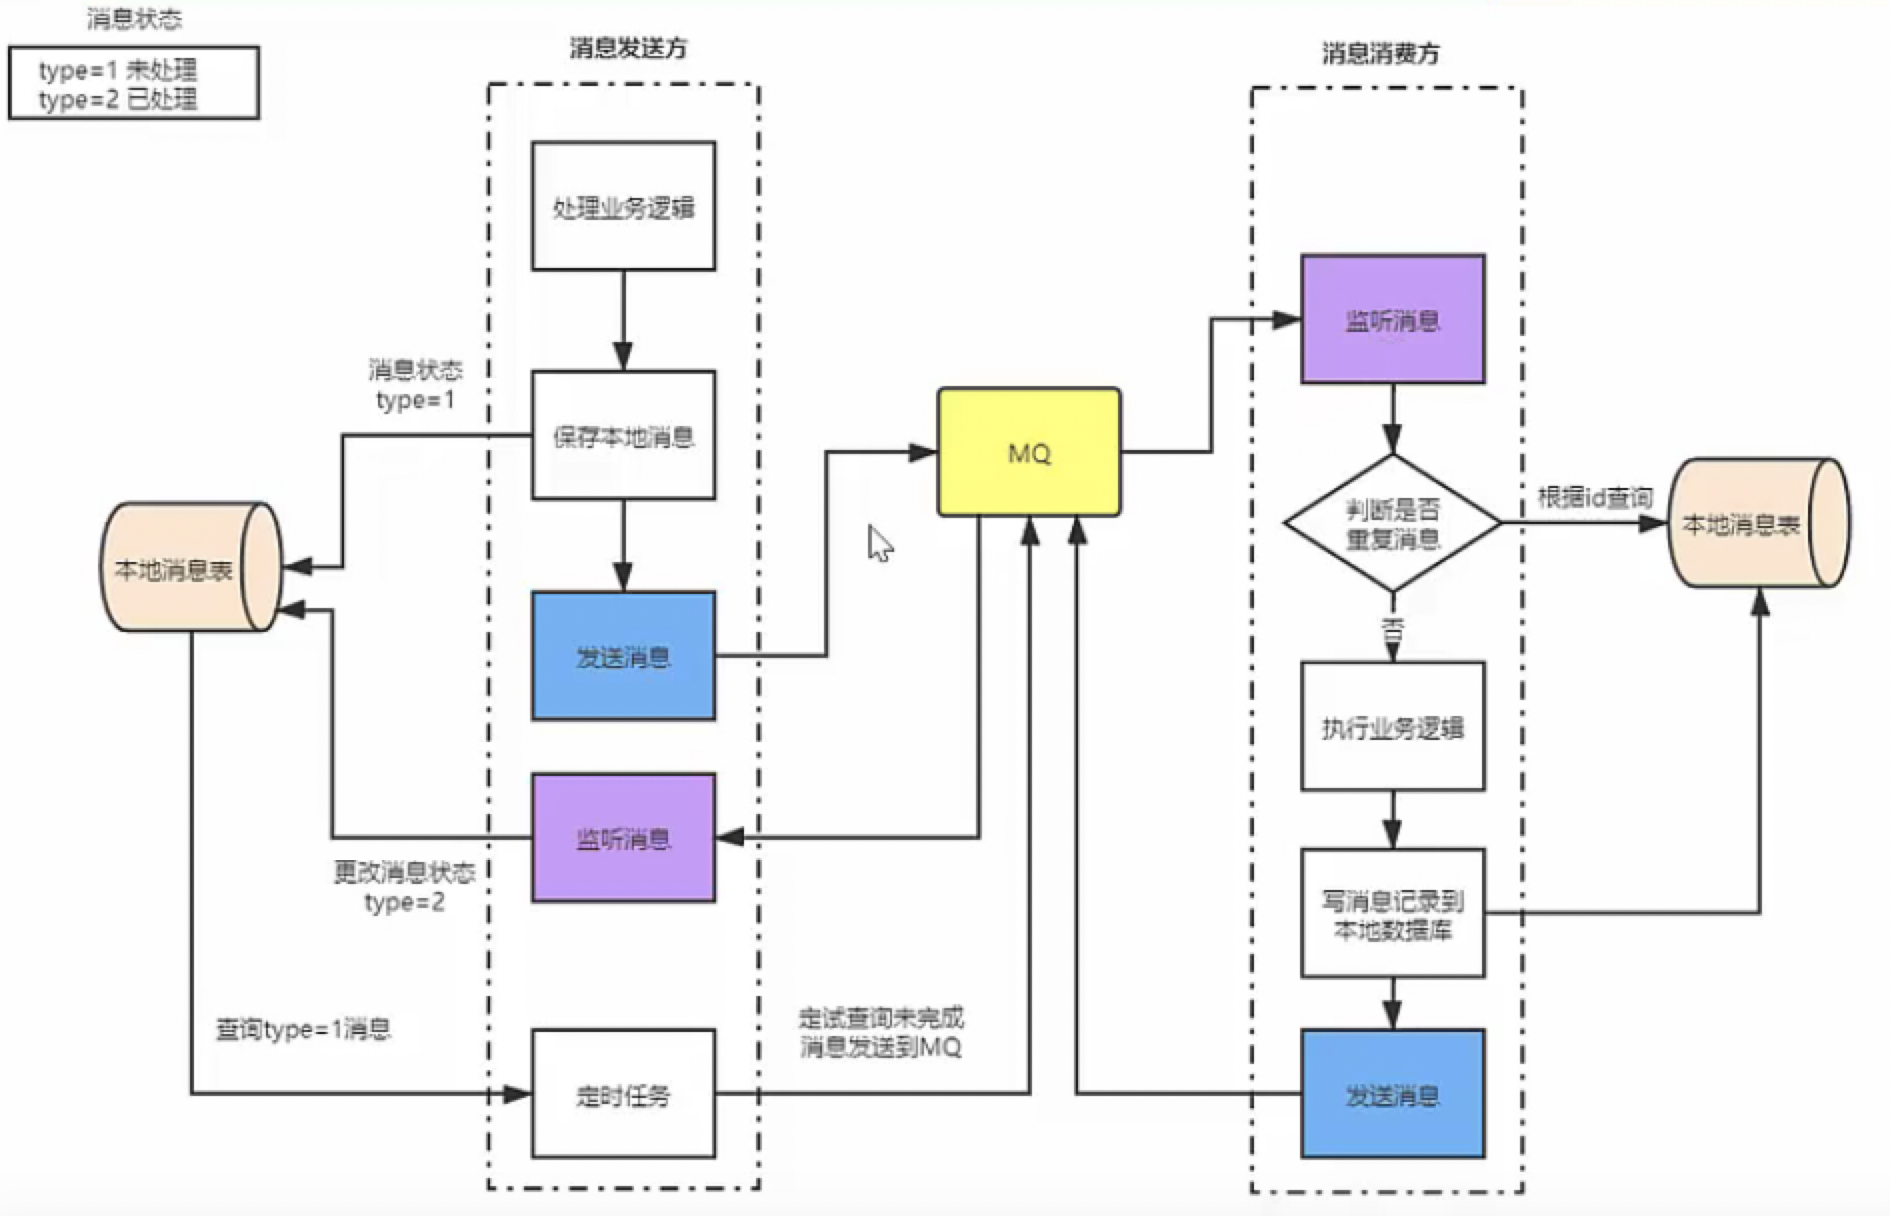 消息状态
type=1 未处理
type=2 已处理
消息发送方
处理业务逻辑
消息状态
type=1
保存本地消息
本地消息表
发送消息
监听消息
更改消息状态
type=2
查询type=1消息
定时任务
定试查询未完成
消息发送到MQ
MQ
消息消费方
监听消息
判断是否
重复消息
根据id查询
本地消息表
否
执行业务逻辑
写消息记录到
本地数据库
发送消息